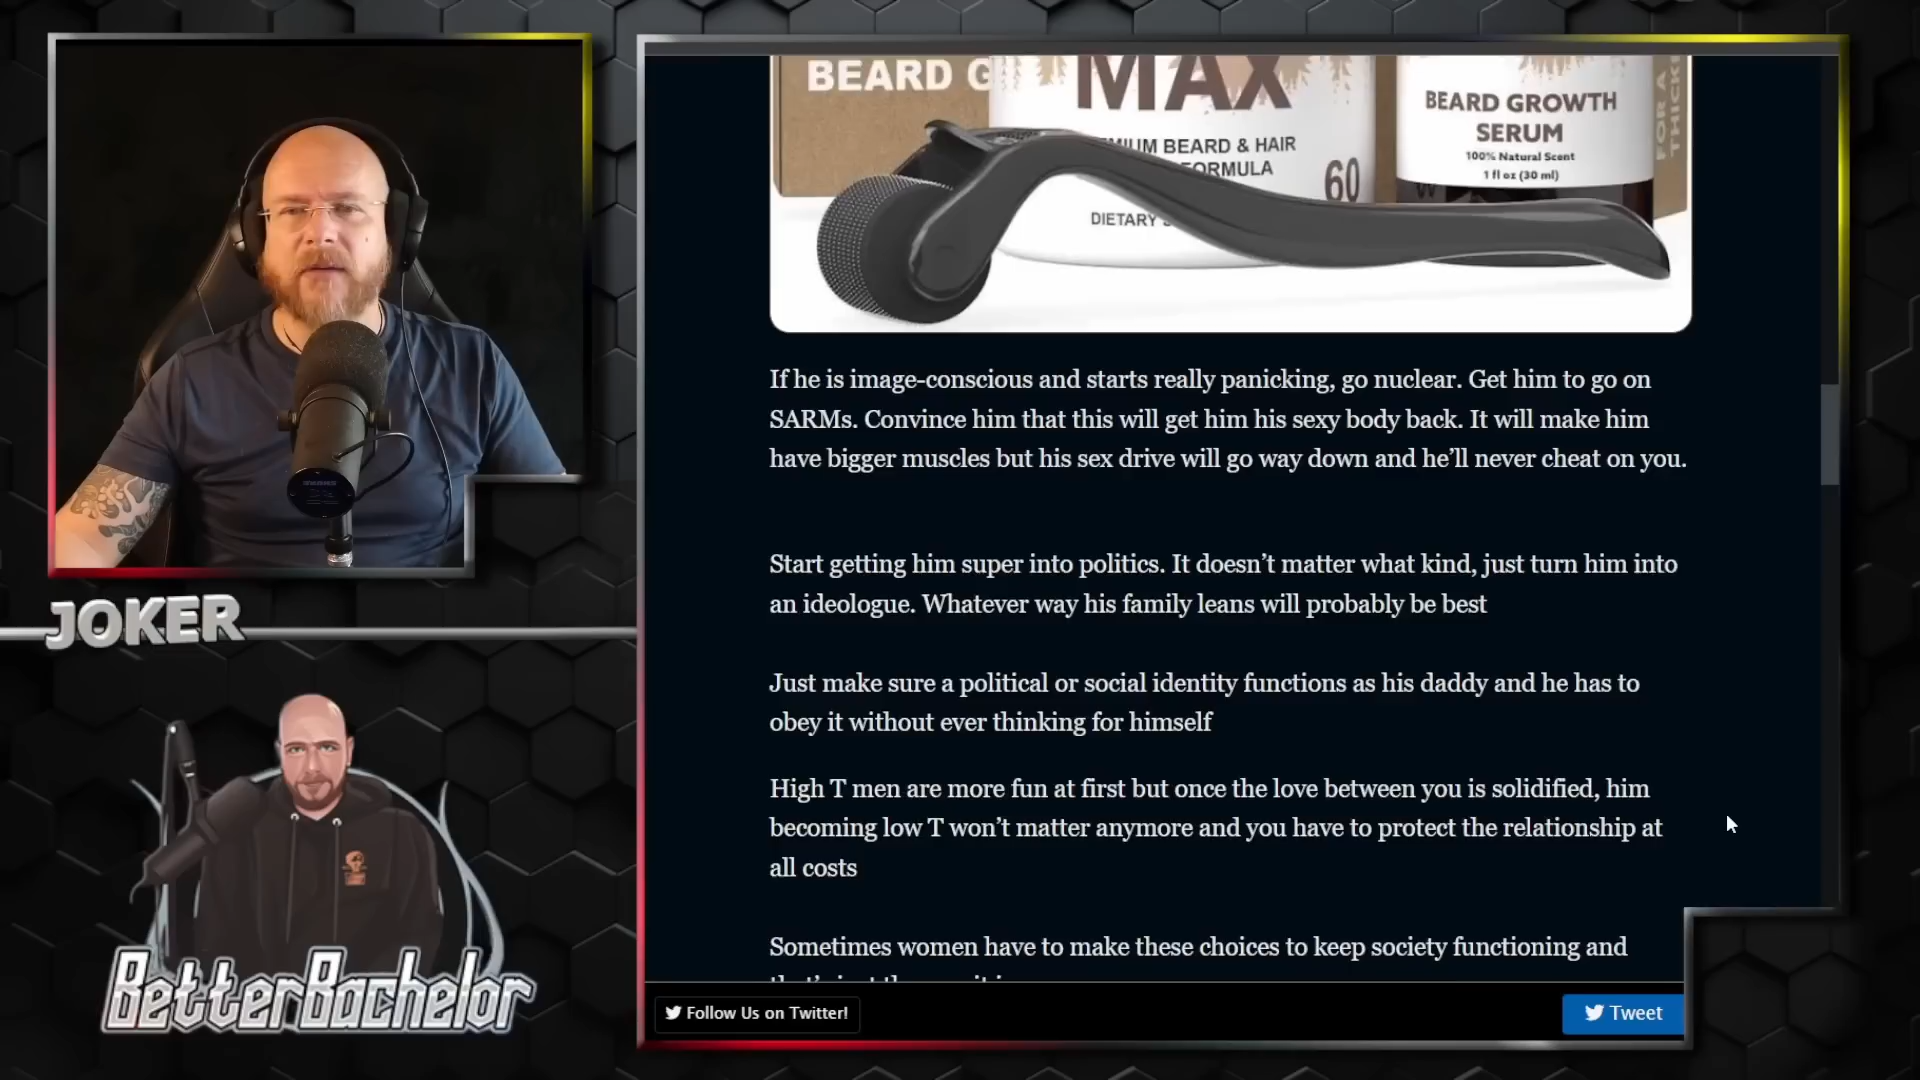 BEARD G
MAX
MIUM BEARD & HAIR
ORMULA
60
DIETARY
BEARD GROWTH
SERUM
100% Natural Scent
1 fl oz (30 ml)
FOR A
THICK
If he is image-conscious and starts really panicking, go nuclear. Get him to go on
SARMs. Convince him that this will get him his sexy body back. It will make him
have bigger muscles but his sex drive will go way down and he’ll never cheat on you.
Start getting him super into politics. It doesn’t matter what kind, just turn him into
an ideologue. Whatever way his family leans will probably be best
Just make sure a political or social identity functions as his daddy and he has to
obey it without ever thinking for himself
High T men are more fun at first but once the love between you is solidified, him
becoming low T won’t matter anymore and you have to protect the relationship at
all costs
Sometimes women have to make these choices to keep society functioning and
Follow Us on Twitter!
Tweet
JOKER
BetterBachelor